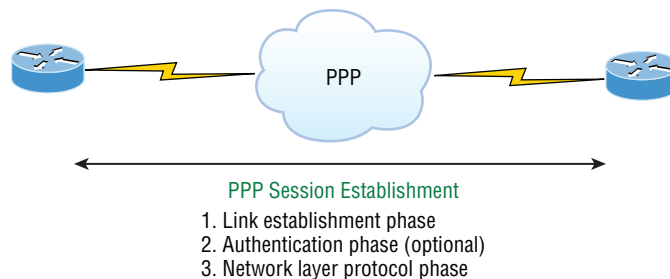 PPP
PPP Session Establishment
1. Link establishment phase
2. Authentication phase (optional)
3. Network layer protocol phase